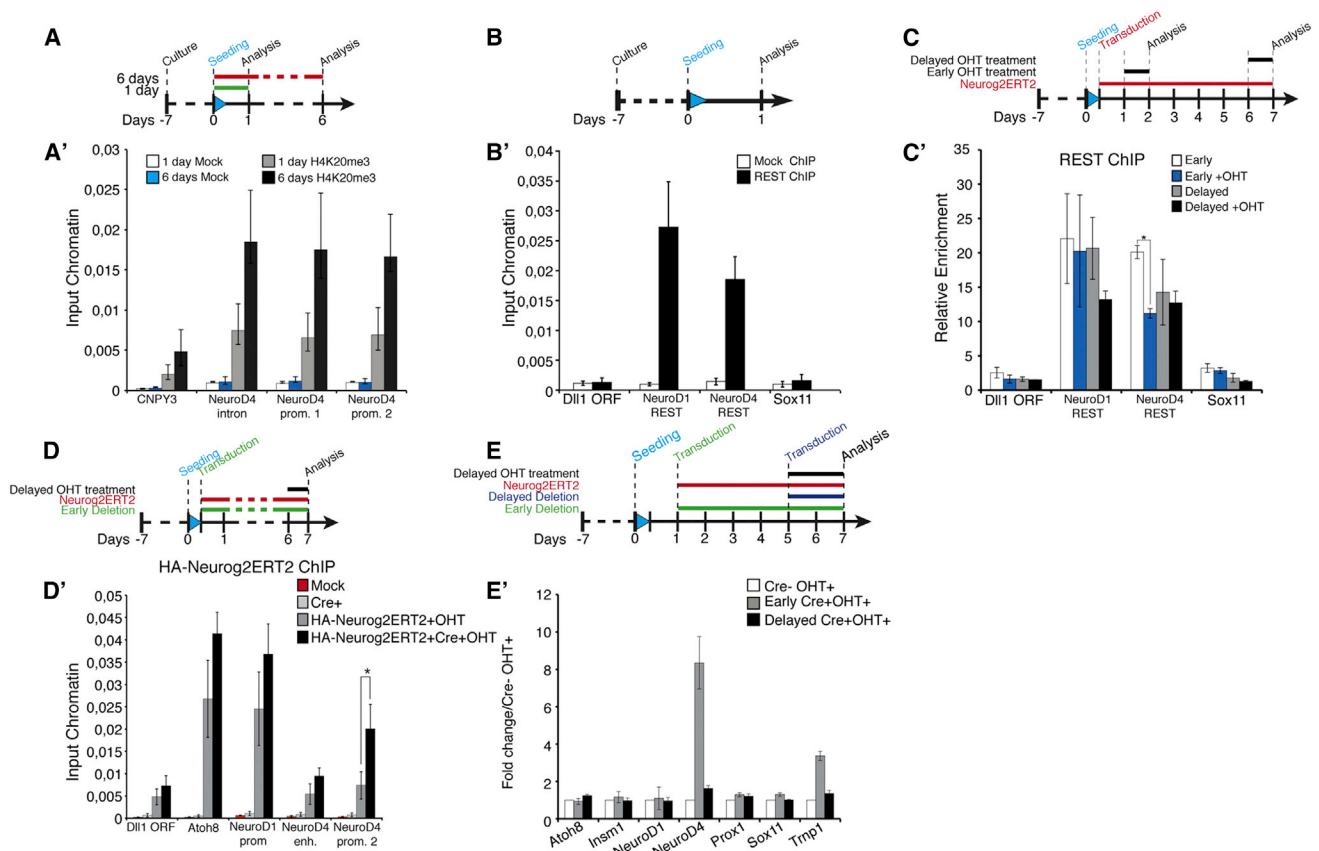 A
Culture
Seeding
Analysis
Analysis
6 days
1 day
Days -7 0 1 6
A'
0,03
0,025
0,02
0,015
0,01
0,005
0
Input Chromatin
1 day Mock
6 days Mock
1 day H4K20me3
6 days H4K20me3
CNPY3
NeuroD4 intron
NeuroD4 prom. 1
NeuroD4 prom. 2
B
Culture
Seeding
Analysis
Days -7 0 1
B'
0,04
0,035
0,03
0,025
0,02
0,015
0,01
0,005
0
Input Chromatin
Mock ChIP
REST ChIP
Dll1 ORF
NeuroD1 REST
NeuroD4 REST
Sox11
C
Seeding
Transduction
Analysis
Analysis
Delayed OHT treatment
Early OHT treatment
Neurog2ERT2
Days -7 0 1 2 3 4 5 6 7
C'
REST ChIP
35
30
25
20
15
10
5
0
Relative Enrichment
Early
Early +OHT
Delayed
Delayed +OHT
*
Dll1 ORF
NeuroD1 REST
NeuroD4 REST
Sox11
D
Seeding
Transduction
Analysis
Delayed OHT treatment
Neurog2ERT2
Early Deletion
Days -7 0 1 6 7
D'
HA-Neurog2ERT2 ChIP
0,05
0,045
0,04
0,035
0,03
0,025
0,02
0,015
0,01
0,005
0
Input Chromatin
Mock
Cre+
HA-Neurog2ERT2+OHT
HA-Neurog2ERT2+Cre+OHT
*
Dll1 ORF
Atoh8
NeuroD1 prom
NeuroD4 enh.
NeuroD4 prom. 2
E
Seeding
Transduction
Transduction
Analysis
Delayed OHT treatment
Neurog2ERT2
Delayed Deletion
Early Deletion
Days -7 0 1 2 3 4 5 6 7
E'
12
10
8
6
4
2
0
Fold change/Cre- OHT+
Cre- OHT+
Early Cre+OHT+
Delayed Cre+OHT+
Atoh8
Insm1
NeuroD1
NeuroD4
Prox1
Sox11
Trnp1